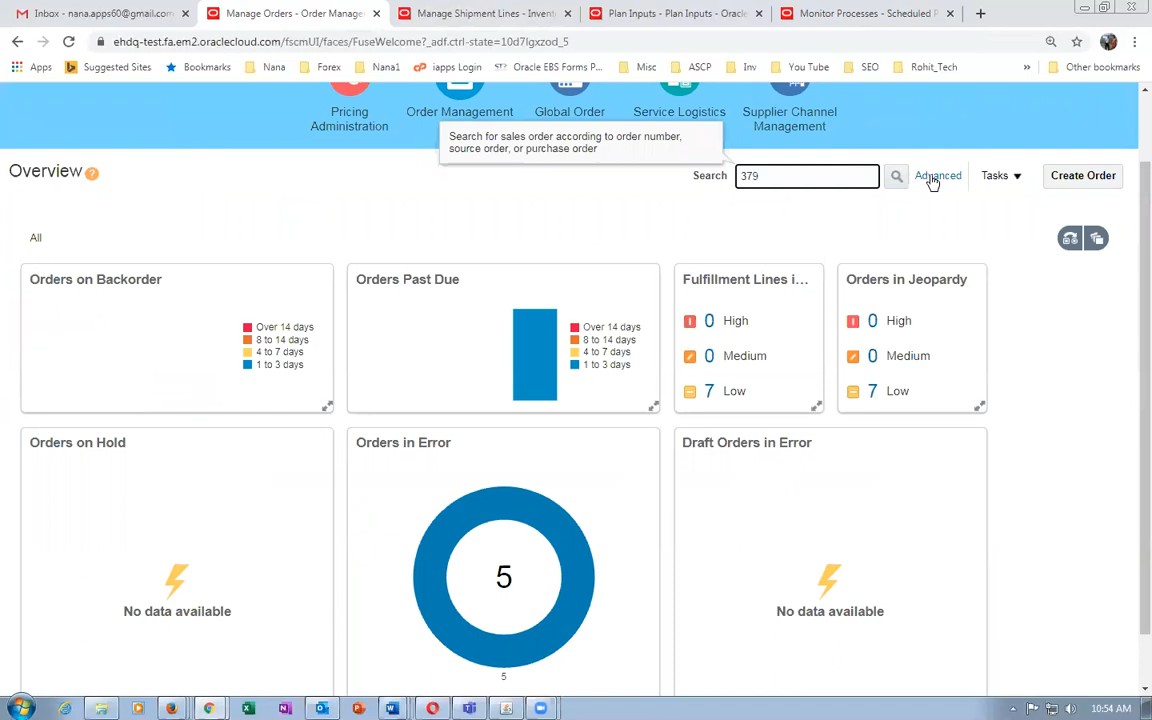 Inbox - nana.apps60@gmail.com
Manage Orders - Order Manage
Manage Shipment Lines - Invent
Plan Inputs - Plan Inputs - Oracle
Monitor Processes - Scheduled P
ehdq-test.fa.em2.oraclecloud.com/fscmUI/faces/FuseWelcome?_adf.ctrl-state=10d7lgxzod_5
Apps Suggested Sites Bookmarks Nana Forex Nana1 iapps Login Oracle EBS Forms P... Misc ASCP Inv You Tube SEO Rohit_Tech » Other bookmarks
Pricing
Administration
Order Management
Global Order
Service Logistics
Supplier Channel
Management
Search for sales order according to order number,
source order, or purchase order
Overview ?
Search 379 Advanced Tasks Create Order
All
Orders on Backorder
Over 14 days
8 to 14 days
4 to 7 days
1 to 3 days
Orders Past Due
Over 14 days
8 to 14 days
4 to 7 days
1 to 3 days
Fulfillment Lines i...
0 High
0 Medium
7 Low
Orders in Jeopardy
0 High
0 Medium
7 Low
Orders on Hold
No data available
Orders in Error
5
5
Draft Orders in Error
No data available
10:54 AM